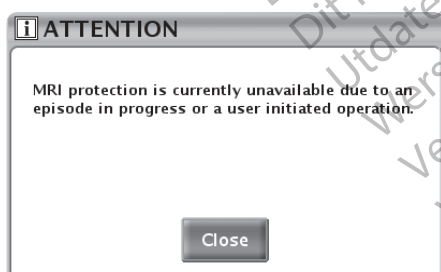 i ATTENTION
MRI protection is currently unavailable due to an
episode in progress or a user initiated operation.
Close